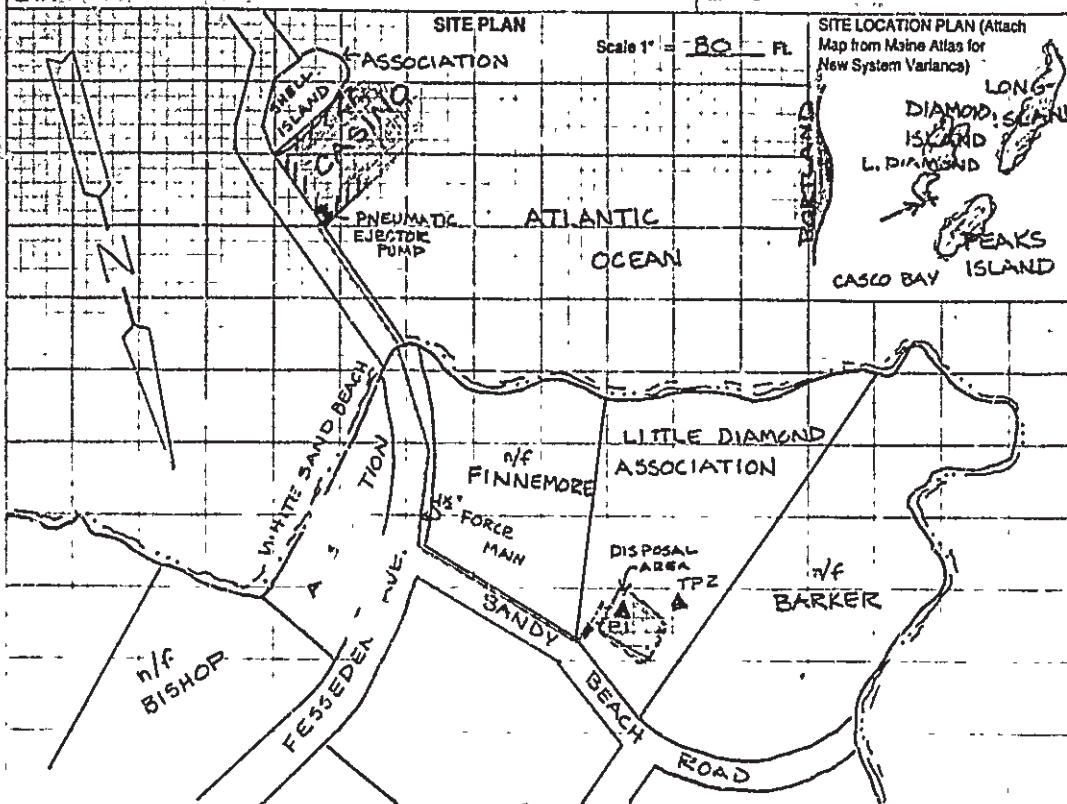 SITE PLAN
Scale 1" = 80 Ft.
SITE LOCATION PLAN (Attach
Map from Maine Atlas for
New System Variance)
ASSOCIATION
SHELL
ISLAND
CASINO
PNEUMATIC
EJECTOR
PUMP
ATLANTIC
OCEAN
PORTLAND
LONG
ISLAND
DIAMOND
ISLAND
L. DIAMOND
PEAKS
ISLAND
CASCO BAY
N
WHITE SAND BEACH
TION
n/f
FINNEMORE
LITTLE DIAMOND
ASSOCIATION
FORCE
MAIN
DISPOSAL
AREA
TP2
n/f
BARKER
SANDY
BEACH
ROAD
n/f
BISHOP
FESSEDEN
AVE.